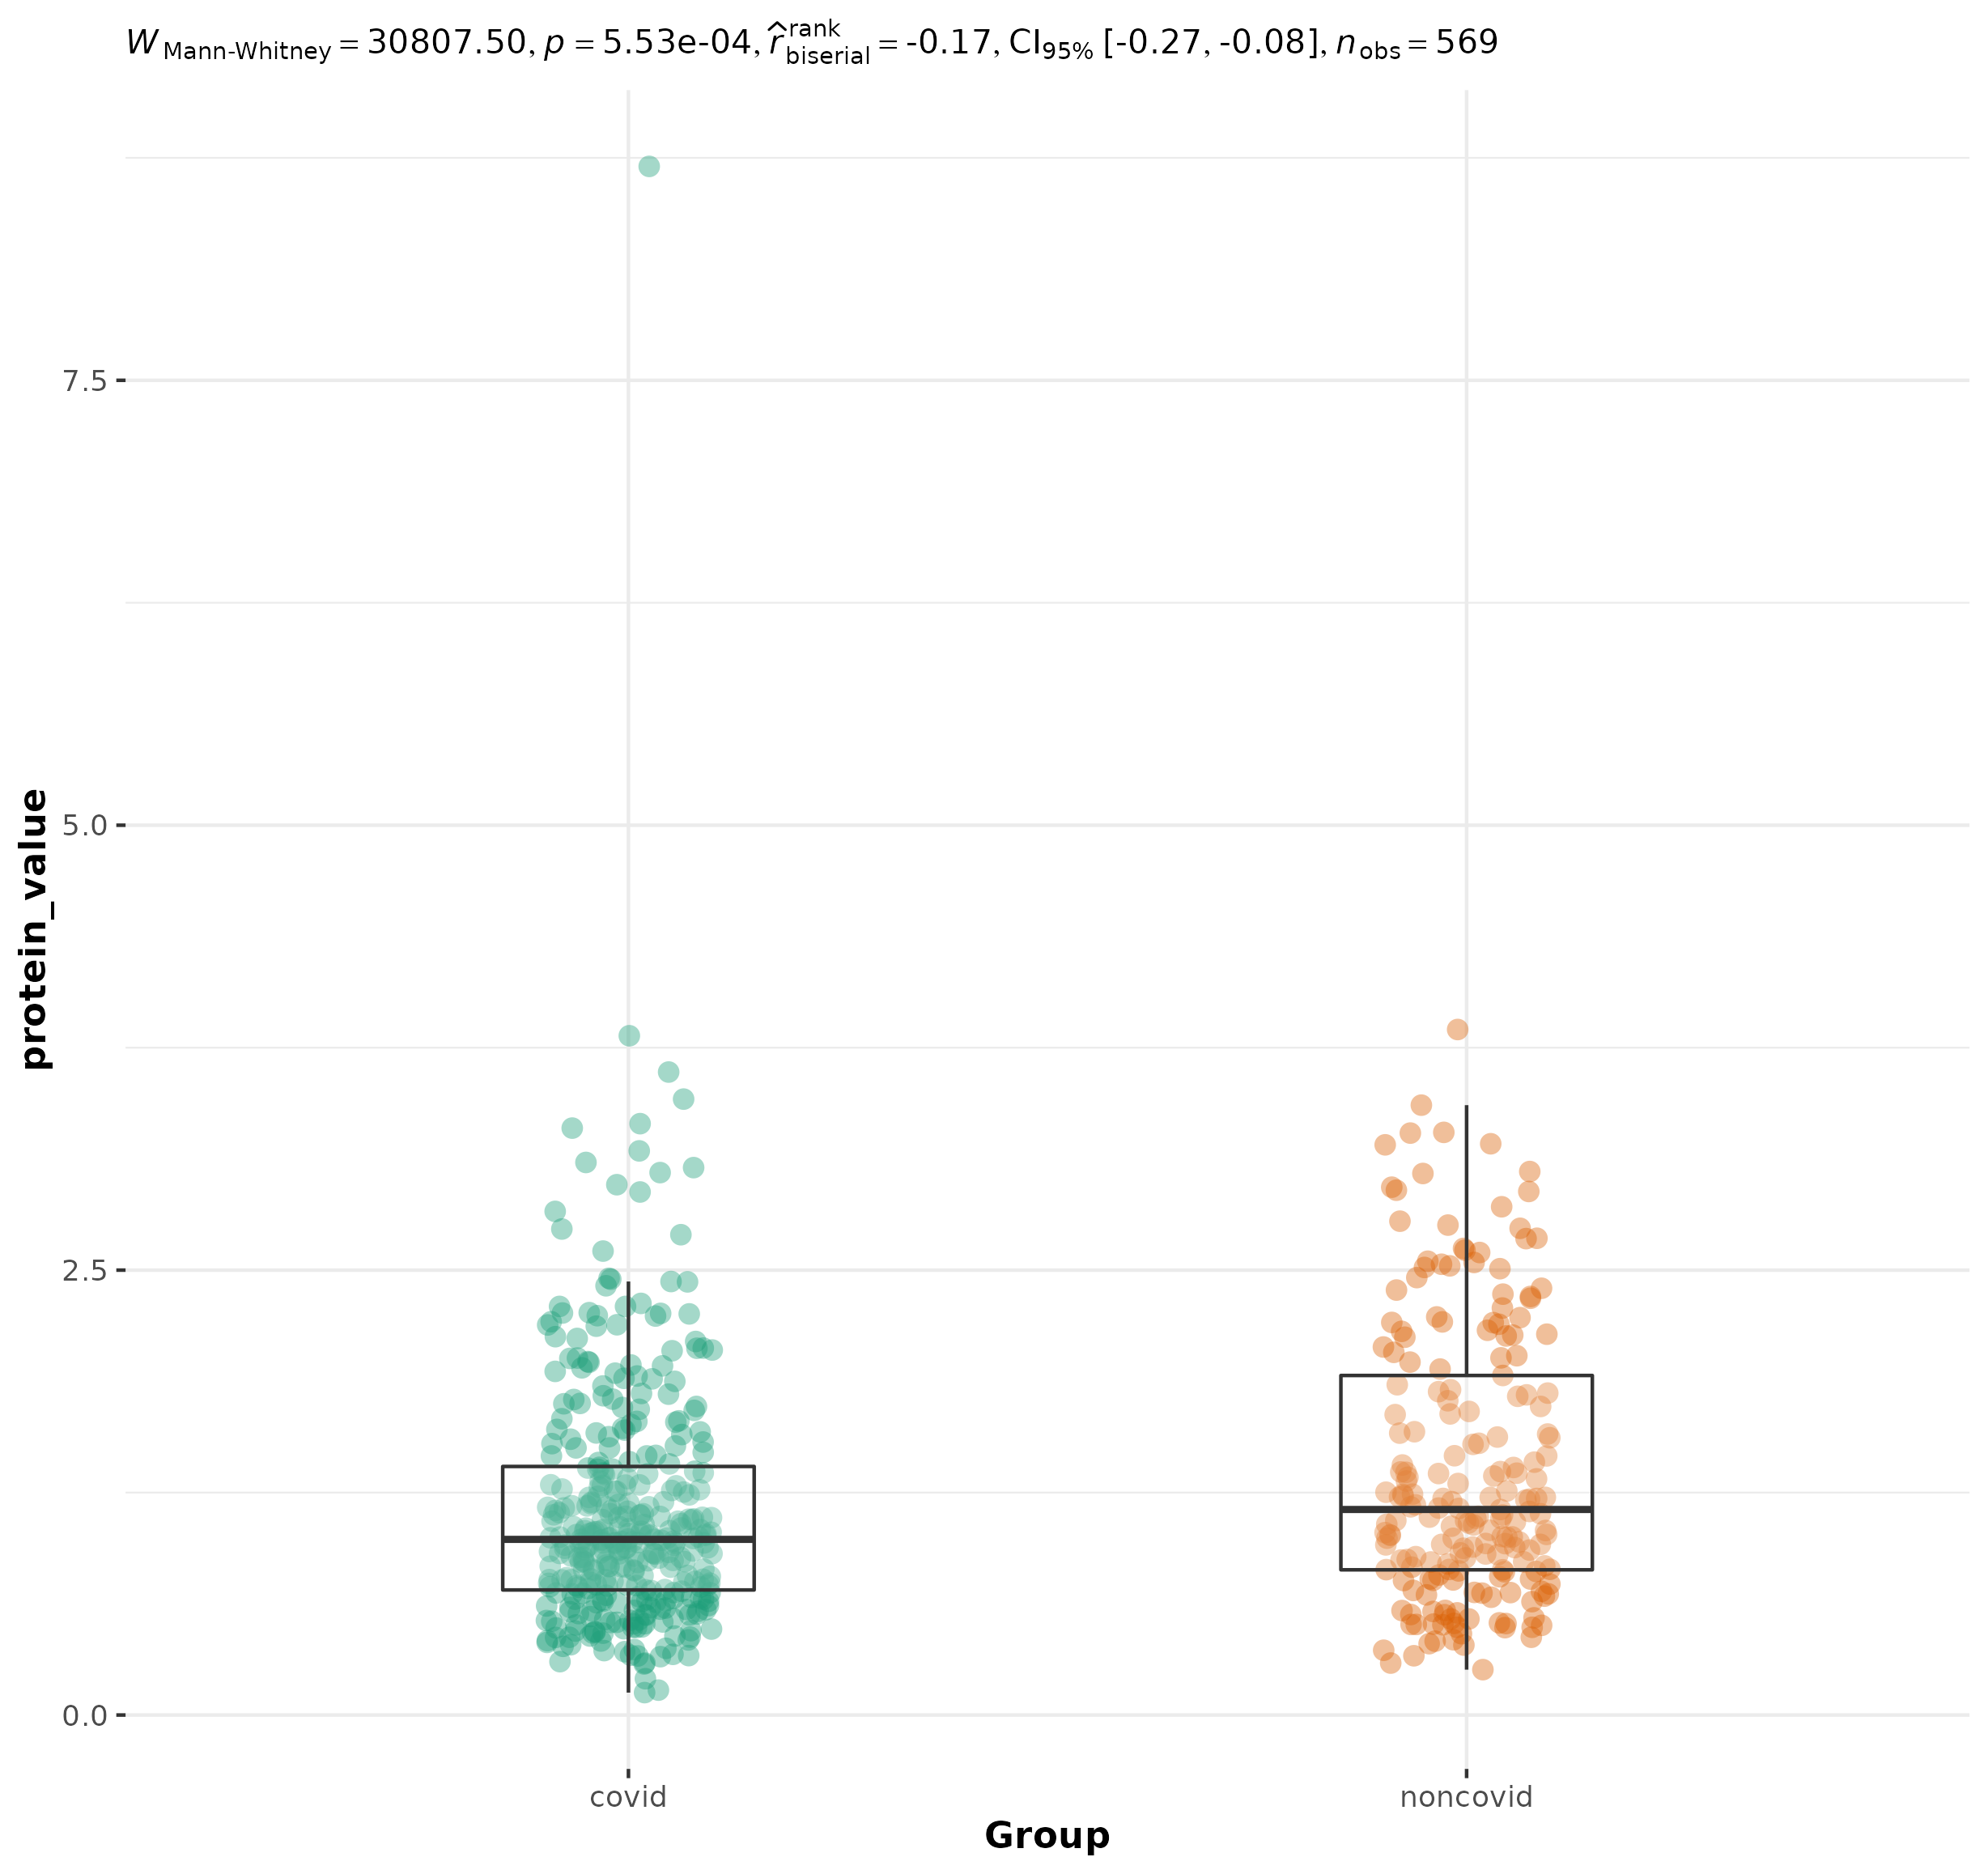 W Mann-Whitney = 30807.50, p = 5.53e-04, r̂ rank biserial = -0.17, CI95% [-0.27, -0.08], n obs = 569
7.5
5.0
2.5
0.0
protein_value
covid noncovid
Group